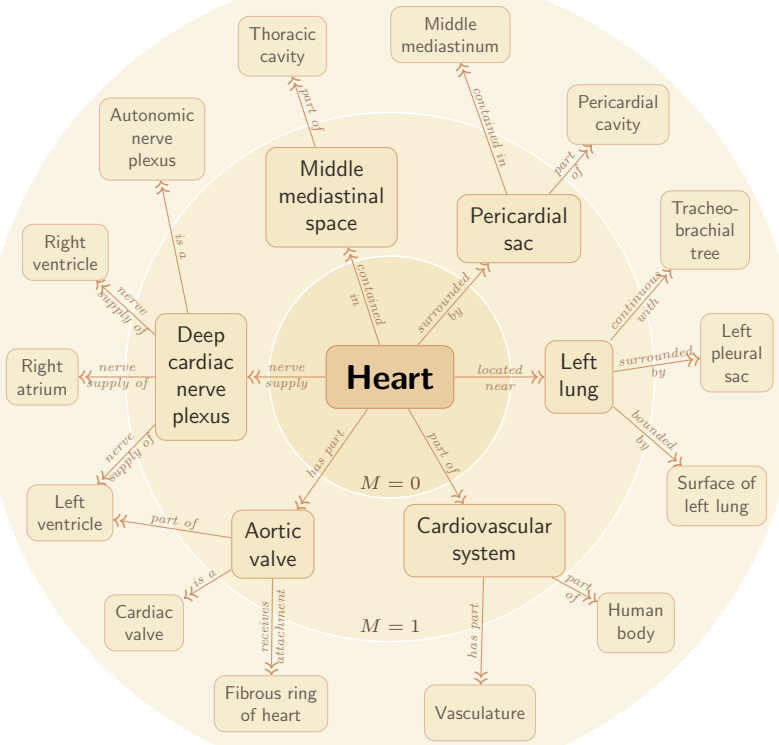 Thoracic
cavity
Middle
mediastinum
Autonomic
nerve
plexus
Pericardial
cavity
part of
contained in
part
of
Middle
mediastinal
space
Pericardial
sac
Tracheo-
brachial
tree
Right
ventricle
is a
nerve
supply of
contained
in
surrounded
by
continuous
with
Deep
cardiac
nerve
plexus
Right
atrium
nerve
supply of
nerve
supply
Heart
located
near
Left
lung
surrounded
by
Left
pleural
sac
nerve
supply of
has part
part of
bounded
by
Left
ventricle
part of
M = 0
Surface of
left lung
Aortic
valve
Cardiovascular
system
is a
Cardiac
valve
receives
attachment
M = 1
has part
part
of
Human
body
Fibrous ring
of heart
Vasculature